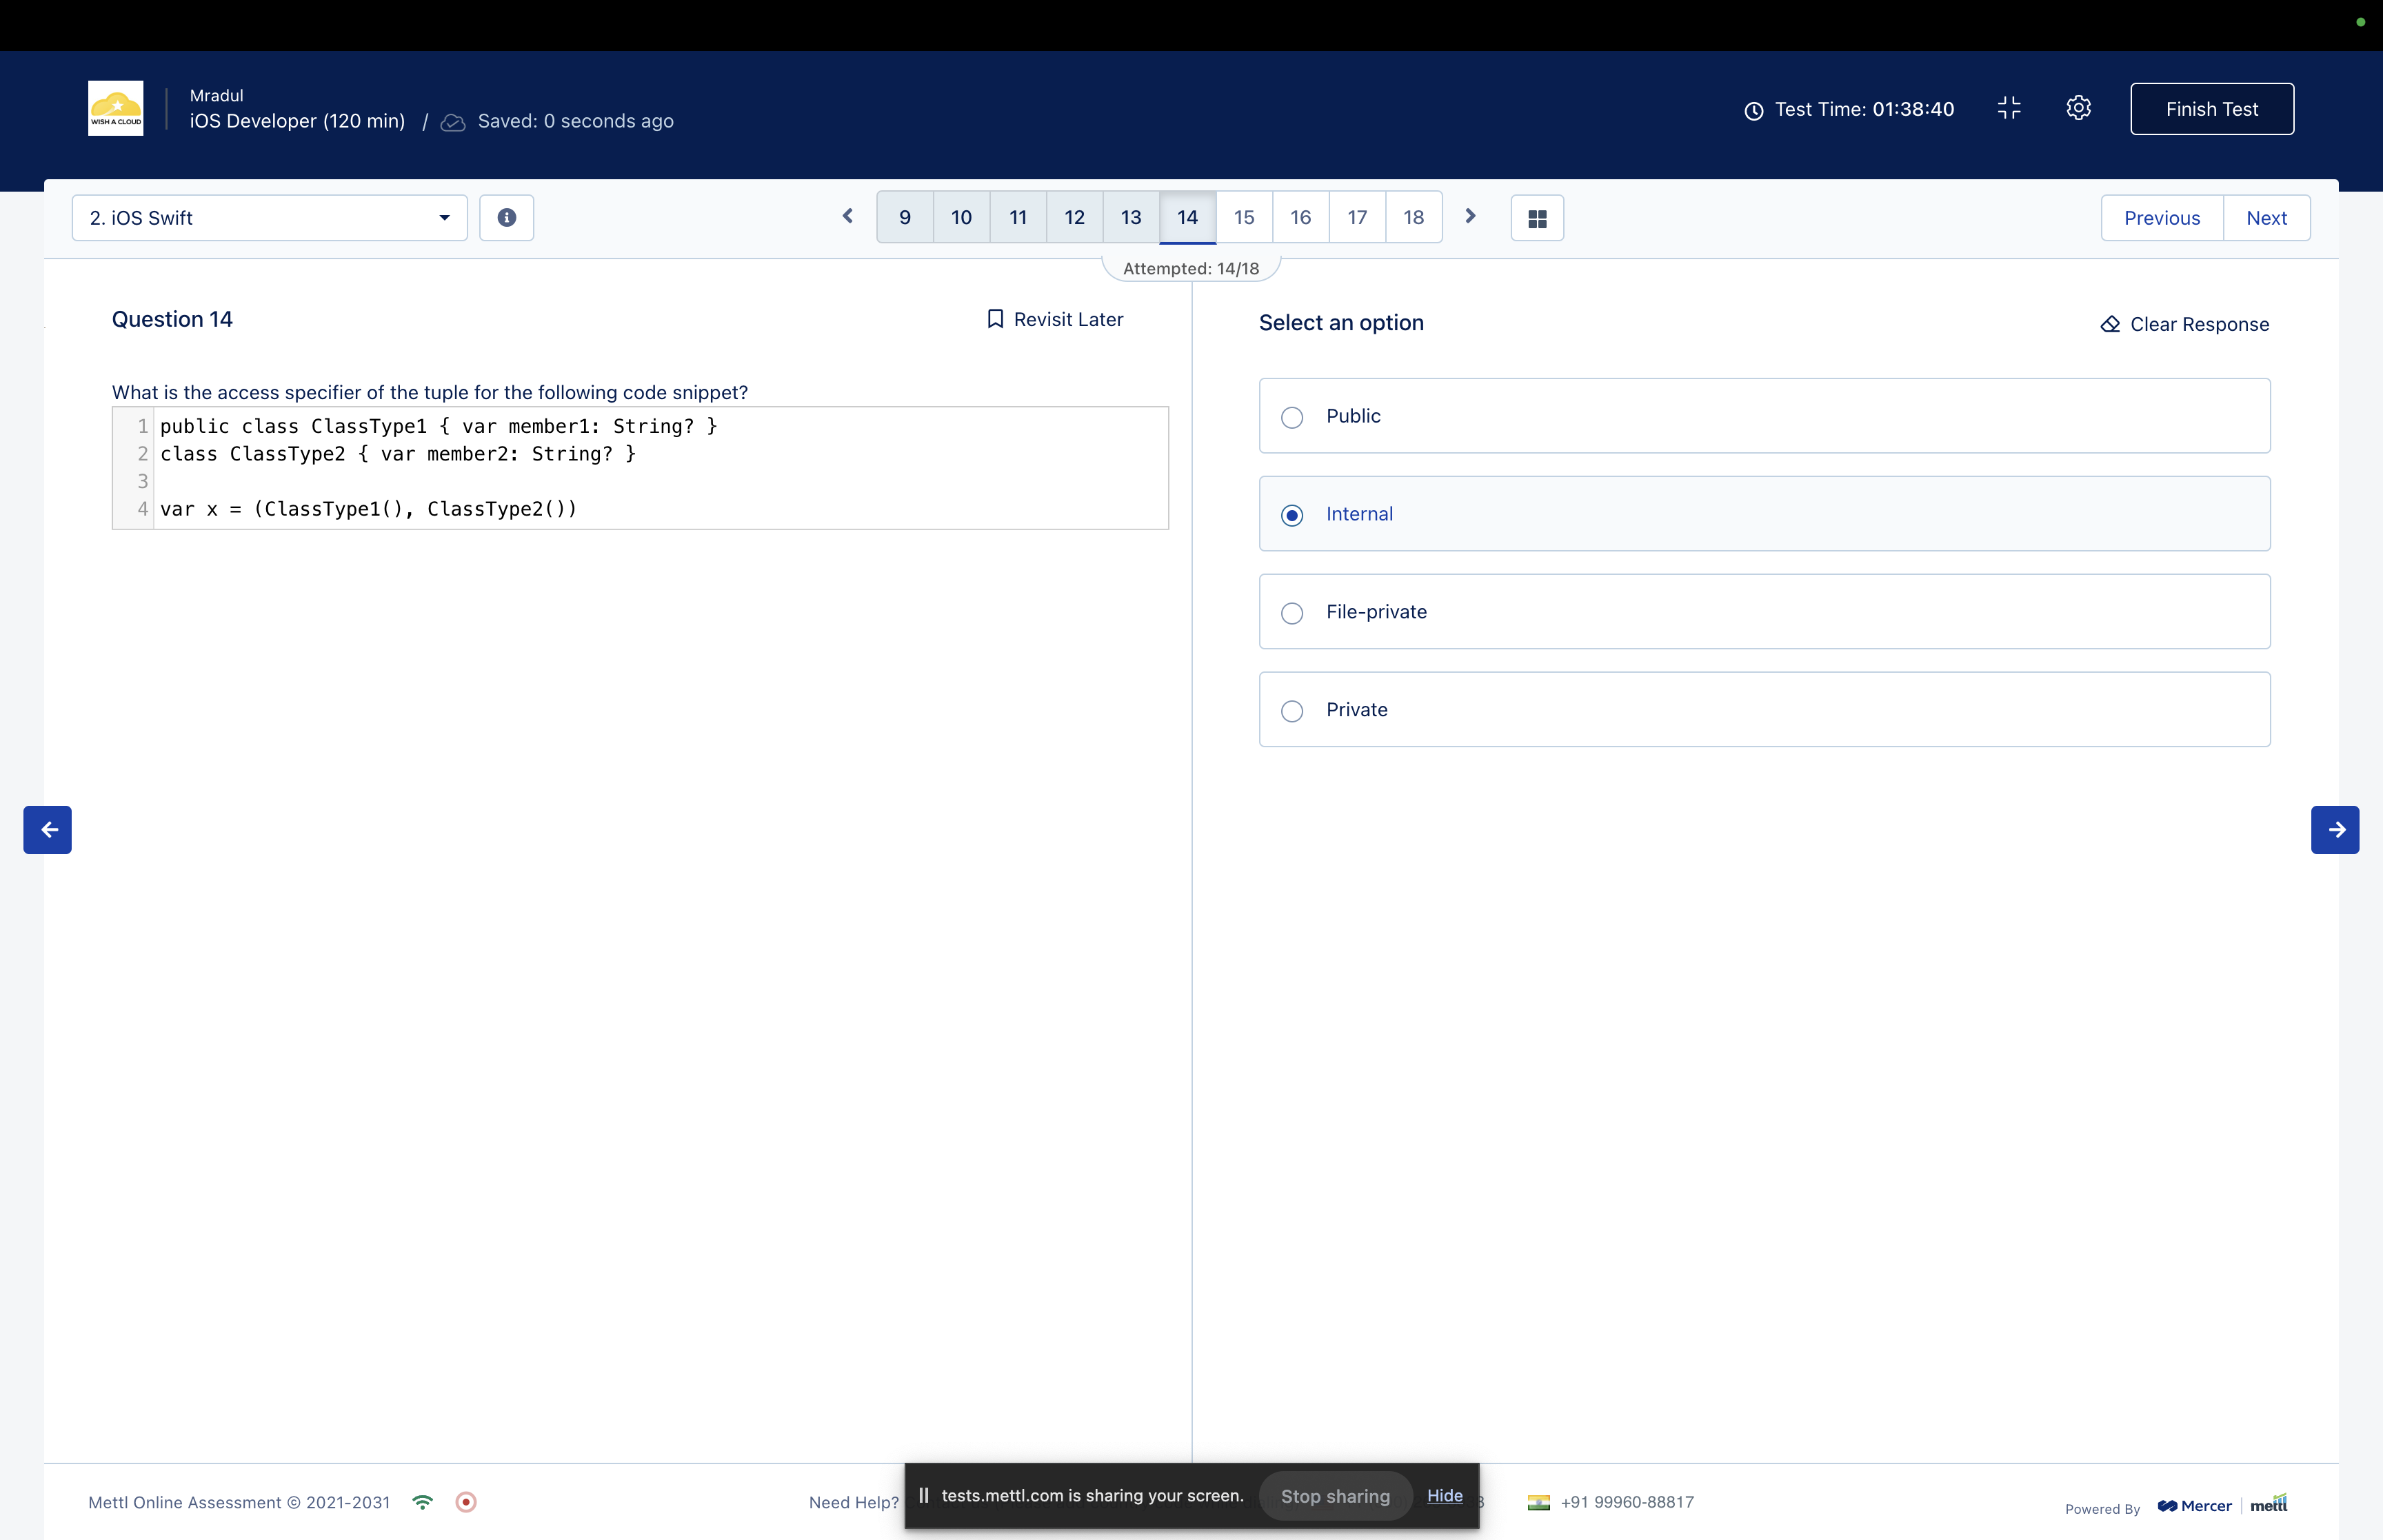 WISH A CLOUD
Mradul
iOS Developer (120 min) / Saved: 0 seconds ago
Test Time: 01:38:40
Finish Test
2. iOS Swift
9 10 11 12 13 14 15 16 17 18
Previous Next
Attempted: 14/18
Question 14
Revisit Later
What is the access specifier of the tuple for the following code snippet?
1 public class ClassType1 { var member1: String? }
2 class ClassType2 { var member2: String? }
3
4 var x = (ClassType1(), ClassType2())
Select an option
Clear Response
Public
Internal
File-private
Private
Mettl Online Assessment © 2021-2031
Need Help?
tests.mettl.com is sharing your screen. Stop sharing Hide
+91 99960-88817
Powered By Mercer | mettl